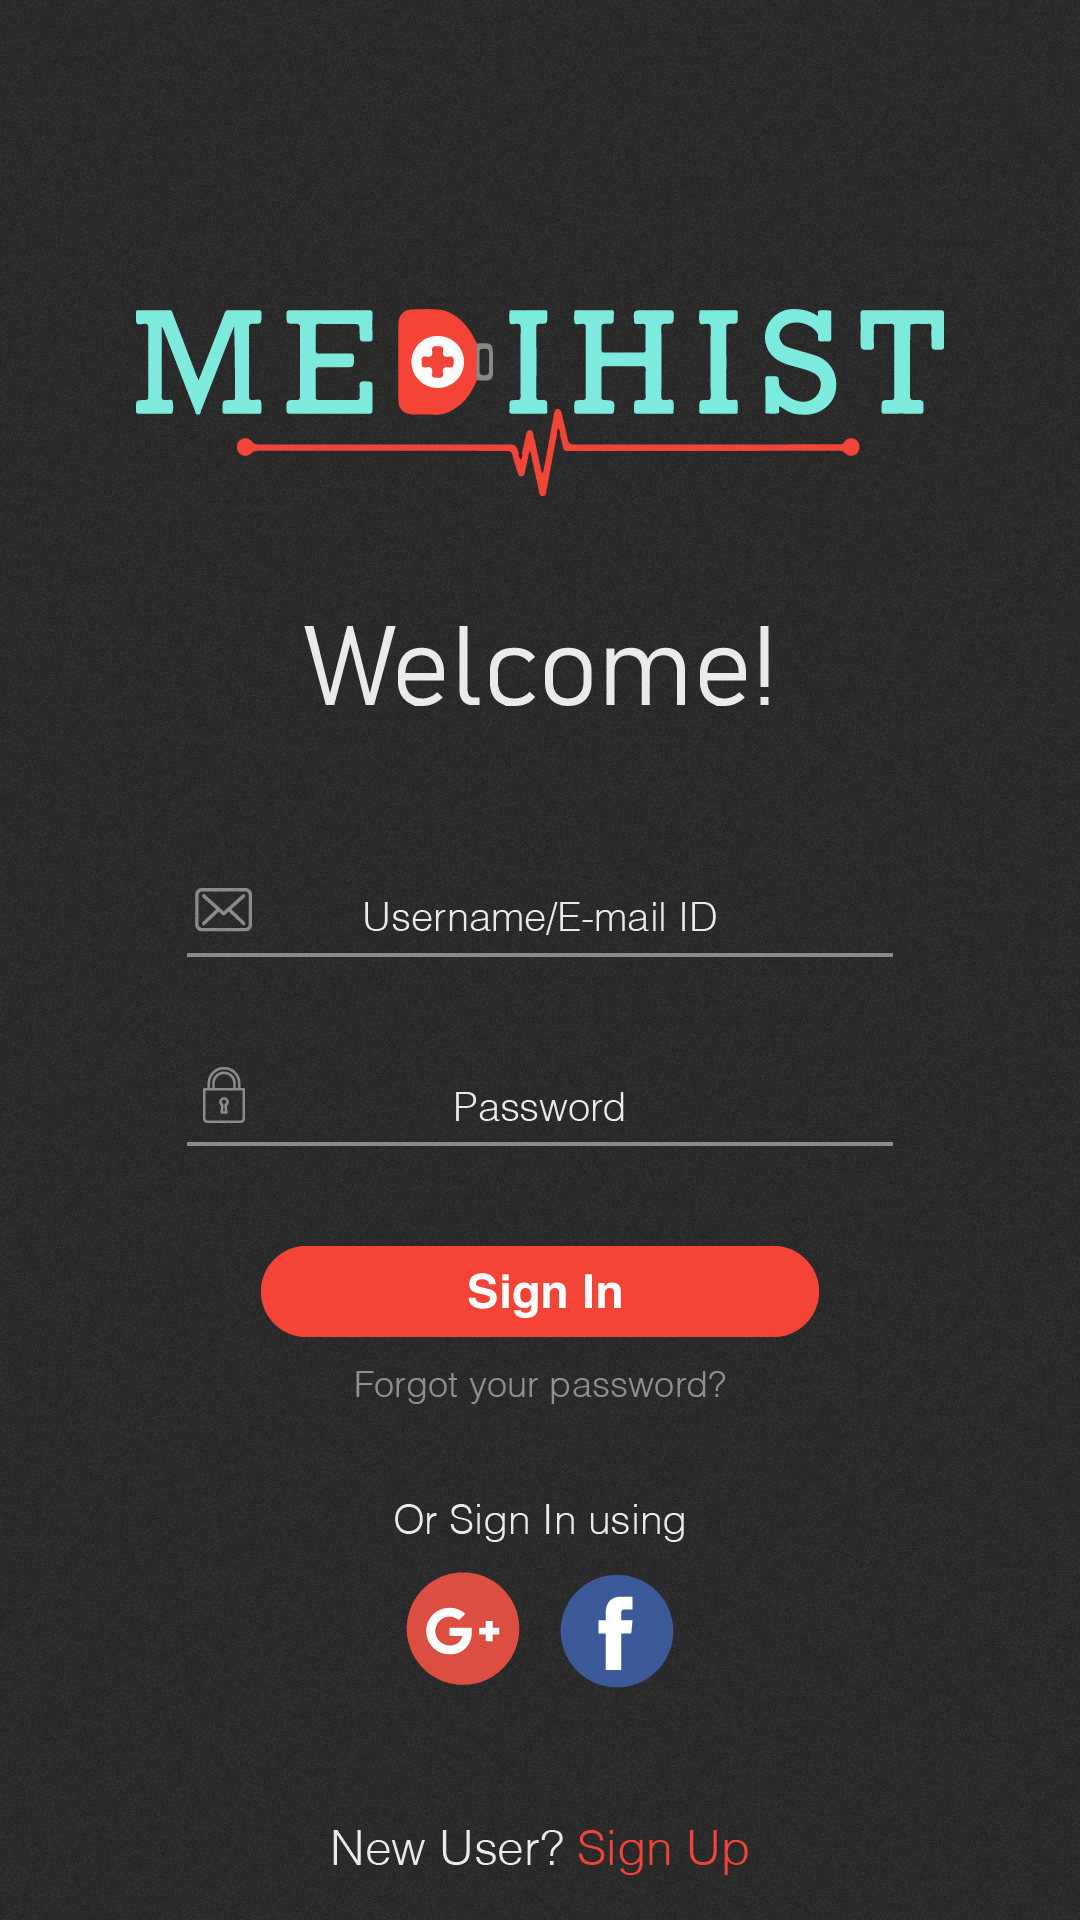 MEDIHIST
Welcome!
Username/E-mail ID
Password
Sign In
Forgot your password?
Or Sign In using
G+ f
New User? Sign Up